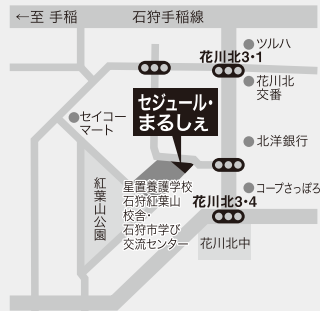 ←至 手稲
石狩手稲線
ツルハ
花川北3・1
花川北
交番
セジュール・
まるしぇ
セイコー
マート
北洋銀行
星置養護学校
石狩紅葉山
校舎・
石狩市学び
交流センター
紅葉山公園
コープさっぽろ
花川北3・4
花川北中